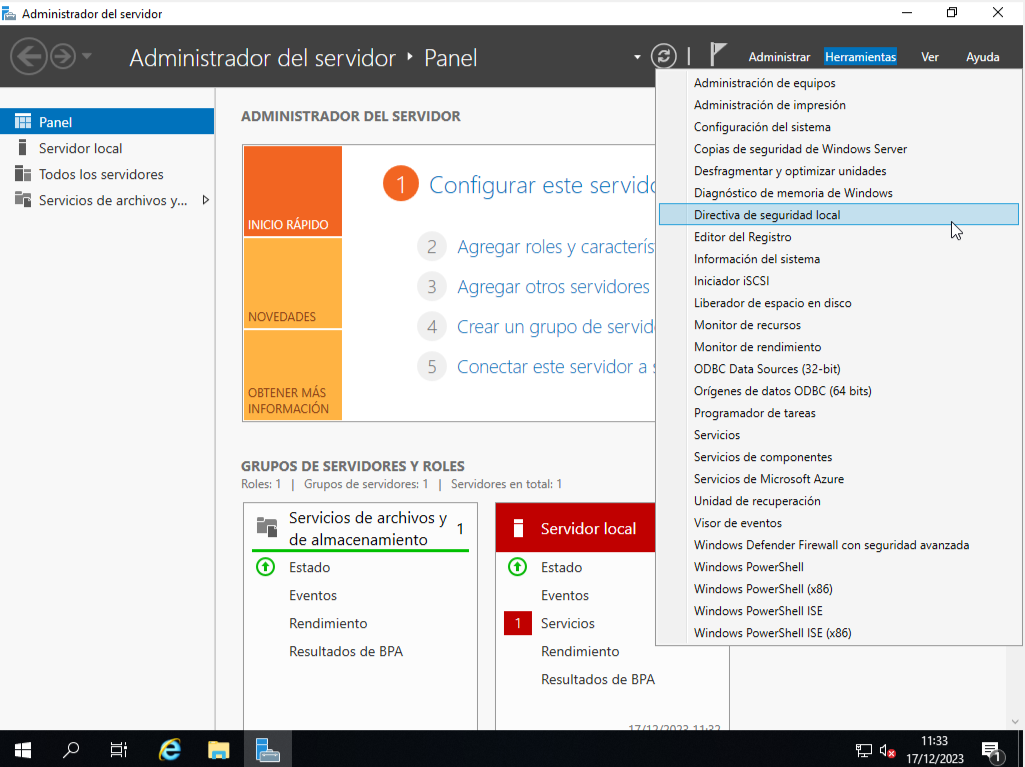 Administrador del servidor
Administrador del servidor ‣ Panel
Administrar Herramientas Ver Ayuda
Panel
Servidor local
Todos los servidores
Servicios de archivos y...
ADMINISTRADOR DEL SERVIDOR
INICIO RÁPIDO
NOVEDADES
OBTENER MÁS
INFORMACIÓN
1 Configurar este servido
2 Agregar roles y caracterís
3 Agregar otros servidores
4 Crear un grupo de servid
5 Conectar este servidor a s
GRUPOS DE SERVIDORES Y ROLES
Roles: 1 | Grupos de servidores: 1 | Servidores en total: 1
Servicios de archivos y
de almacenamiento
1
Estado
Eventos
Rendimiento
Resultados de BPA
Servidor local
Estado
Eventos
1 Servicios
Rendimiento
Resultados de BPA
17/12/2023 11:32
Administración de equipos
Administración de impresión
Configuración del sistema
Copias de seguridad de Windows Server
Desfragmentar y optimizar unidades
Diagnóstico de memoria de Windows
Directiva de seguridad local
Editor del Registro
Información del sistema
Iniciador iSCSI
Liberador de espacio en disco
Monitor de recursos
Monitor de rendimiento
ODBC Data Sources (32-bit)
Orígenes de datos ODBC (64 bits)
Programador de tareas
Servicios
Servicios de componentes
Servicios de Microsoft Azure
Unidad de recuperación
Visor de eventos
Windows Defender Firewall con seguridad avanzada
Windows PowerShell
Windows PowerShell (x86)
Windows PowerShell ISE
Windows PowerShell ISE (x86)
11:33
17/12/2023
1